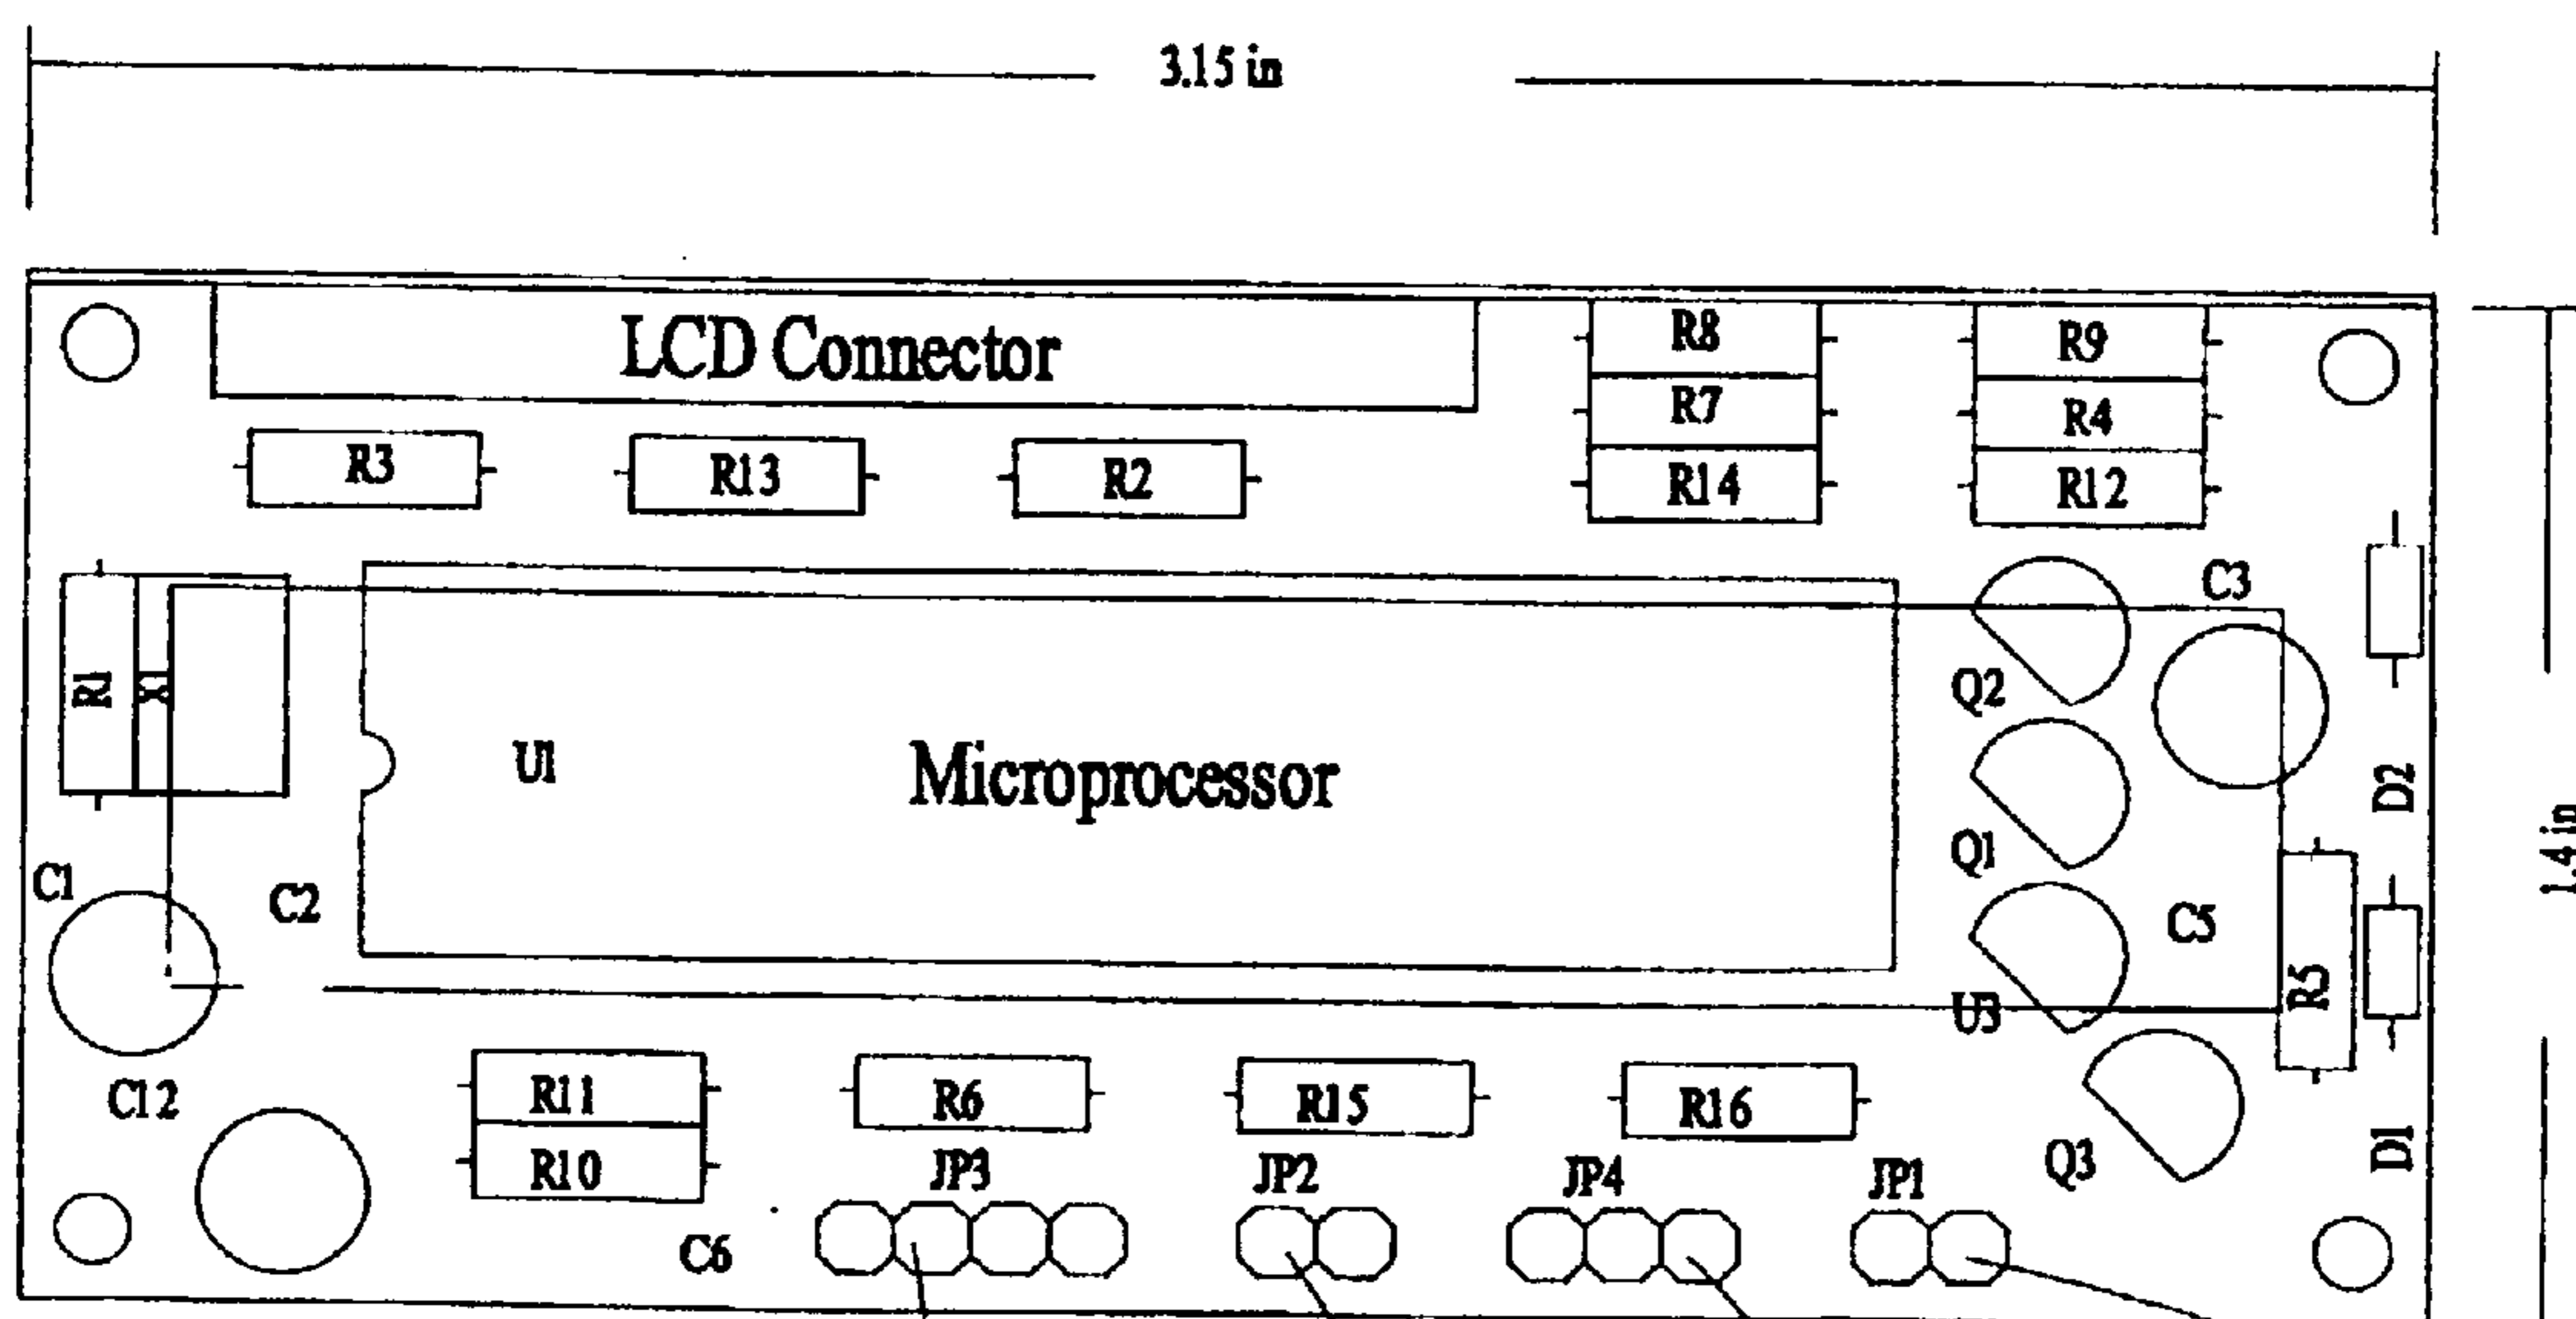 3.15 in
LCD Connector
R8
R9
R7
R4
R3
R13
R2
R14
R12
C3
R1
X1
Q2
U1
Microprocessor
D2
1.4 in
Q1
C1
C2
C5
R5
U3
C12
R11
R6
R15
R16
R10
JP3
JP2
JP4
JP1
Q3
D1
C6